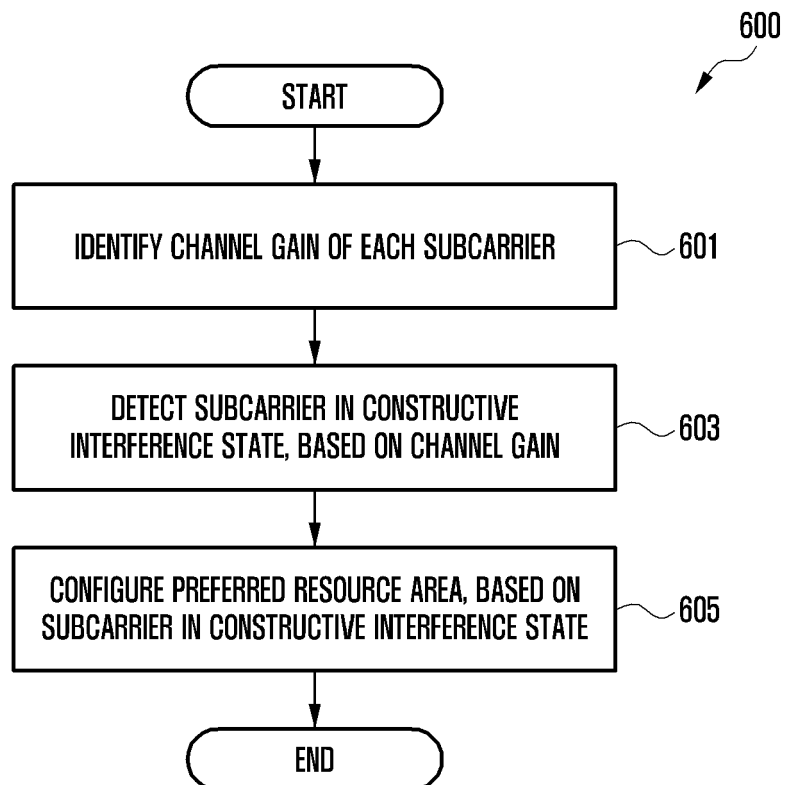 600
START
IDENTIFY CHANNEL GAIN OF EACH SUBCARRIER
601
DETECT SUBCARRIER IN CONSTRUCTIVE
INTERFERENCE STATE, BASED ON CHANNEL GAIN
603
CONFIGURE PREFERRED RESOURCE AREA, BASED ON
SUBCARRIER IN CONSTRUCTIVE INTERFERENCE STATE
605
END